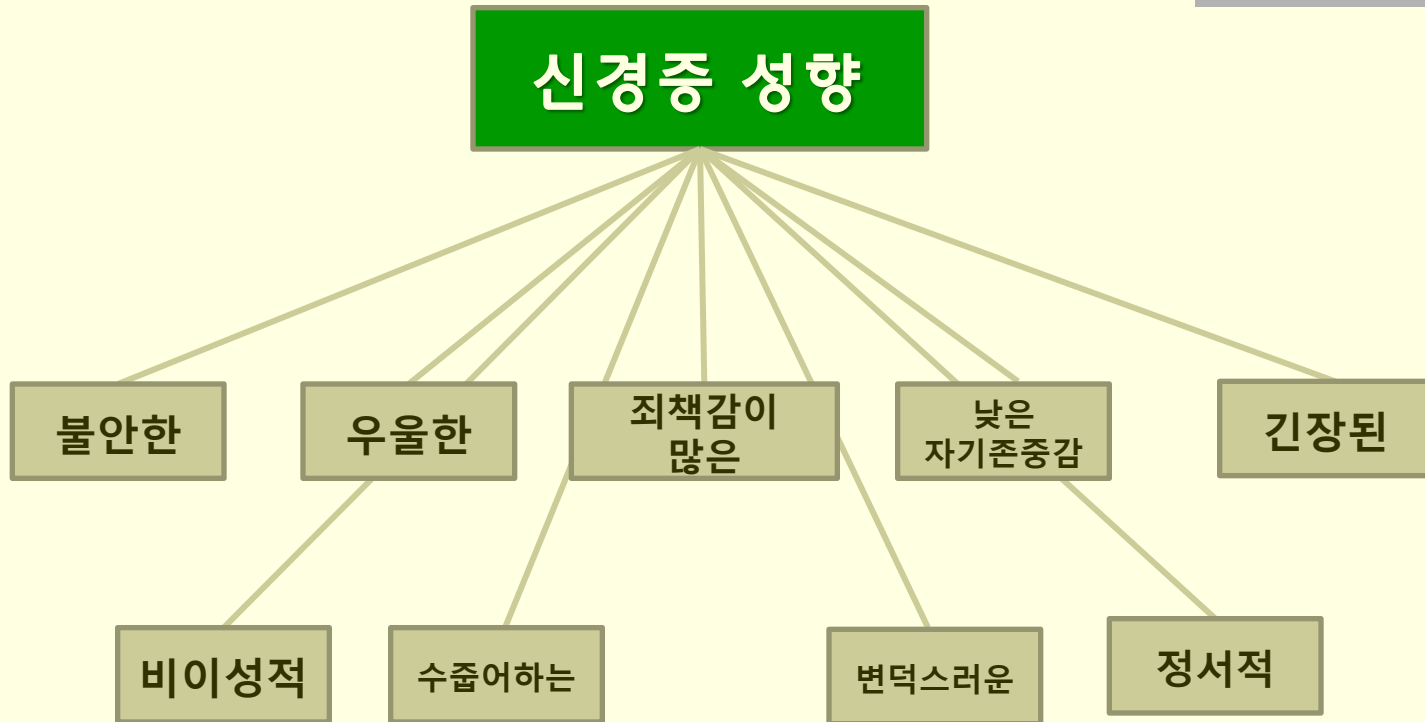 신경증 성향
불안한
우울한
죄책감이
많은
낮은
자기존중감
긴장된
비이성적
수줍어하는
변덕스러운
정서적